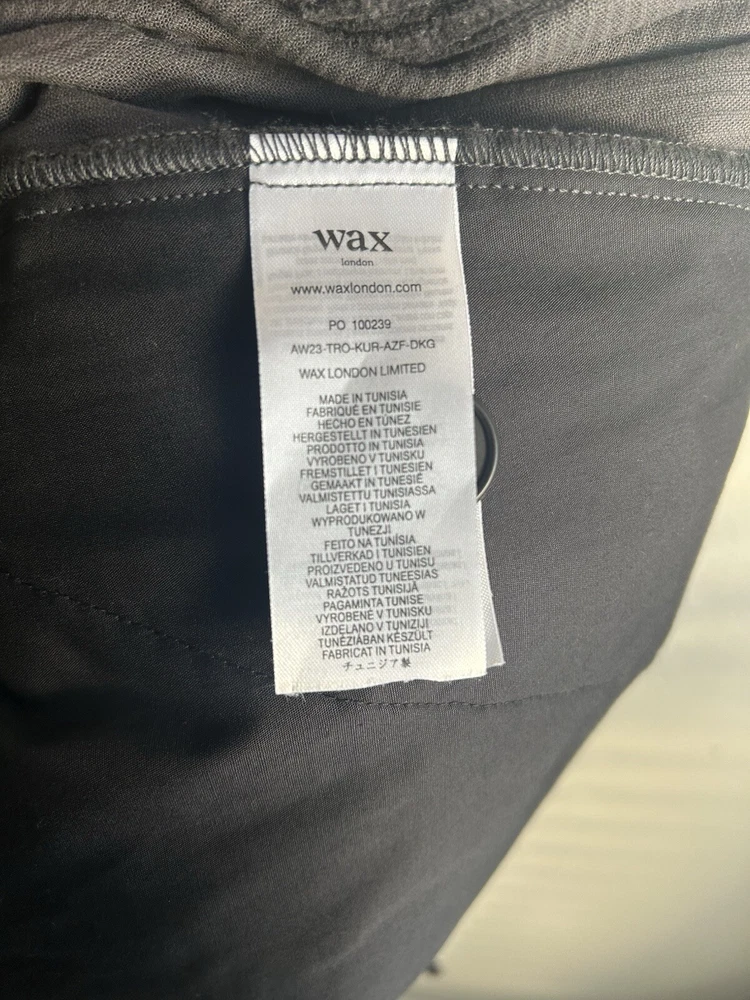 wax
london
www.waxlondon.com
PO 100239
AW23-TRO-KUR-AZF-DKG
WAX LONDON LIMITED
MADE IN TUNISIA
FABRIQUÉ EN TUNISIE
HECHO EN TÚNEZ
HERGESTELLT IN TUNESIEN
PRODOTTO IN TUNISIA
VYROBENO V TUNISKU
FREMSTILLET I TUNESIEN
GEMAAKT IN TUNESIË
VALMISTETTU TUNISIASSA
LAGET I TUNISIA
WYPRODUKOWANO W
TUNEZJI
FEITO NA TUNÍSIA
TILLVERKAD I TUNISIEN
PROIZVEDENO U TUNISU
VALMISTATUD TUNEESIAS
RAŽOTS TUNISIJĀ
PAGAMINTA TUNISE
VYROBENÉ V TUNISKU
IZDELANO V TUNIZIJI
TUNÉZIÁBAN KÉSZÜLT
FABRICAT IN TUNISIA
チュニジア製